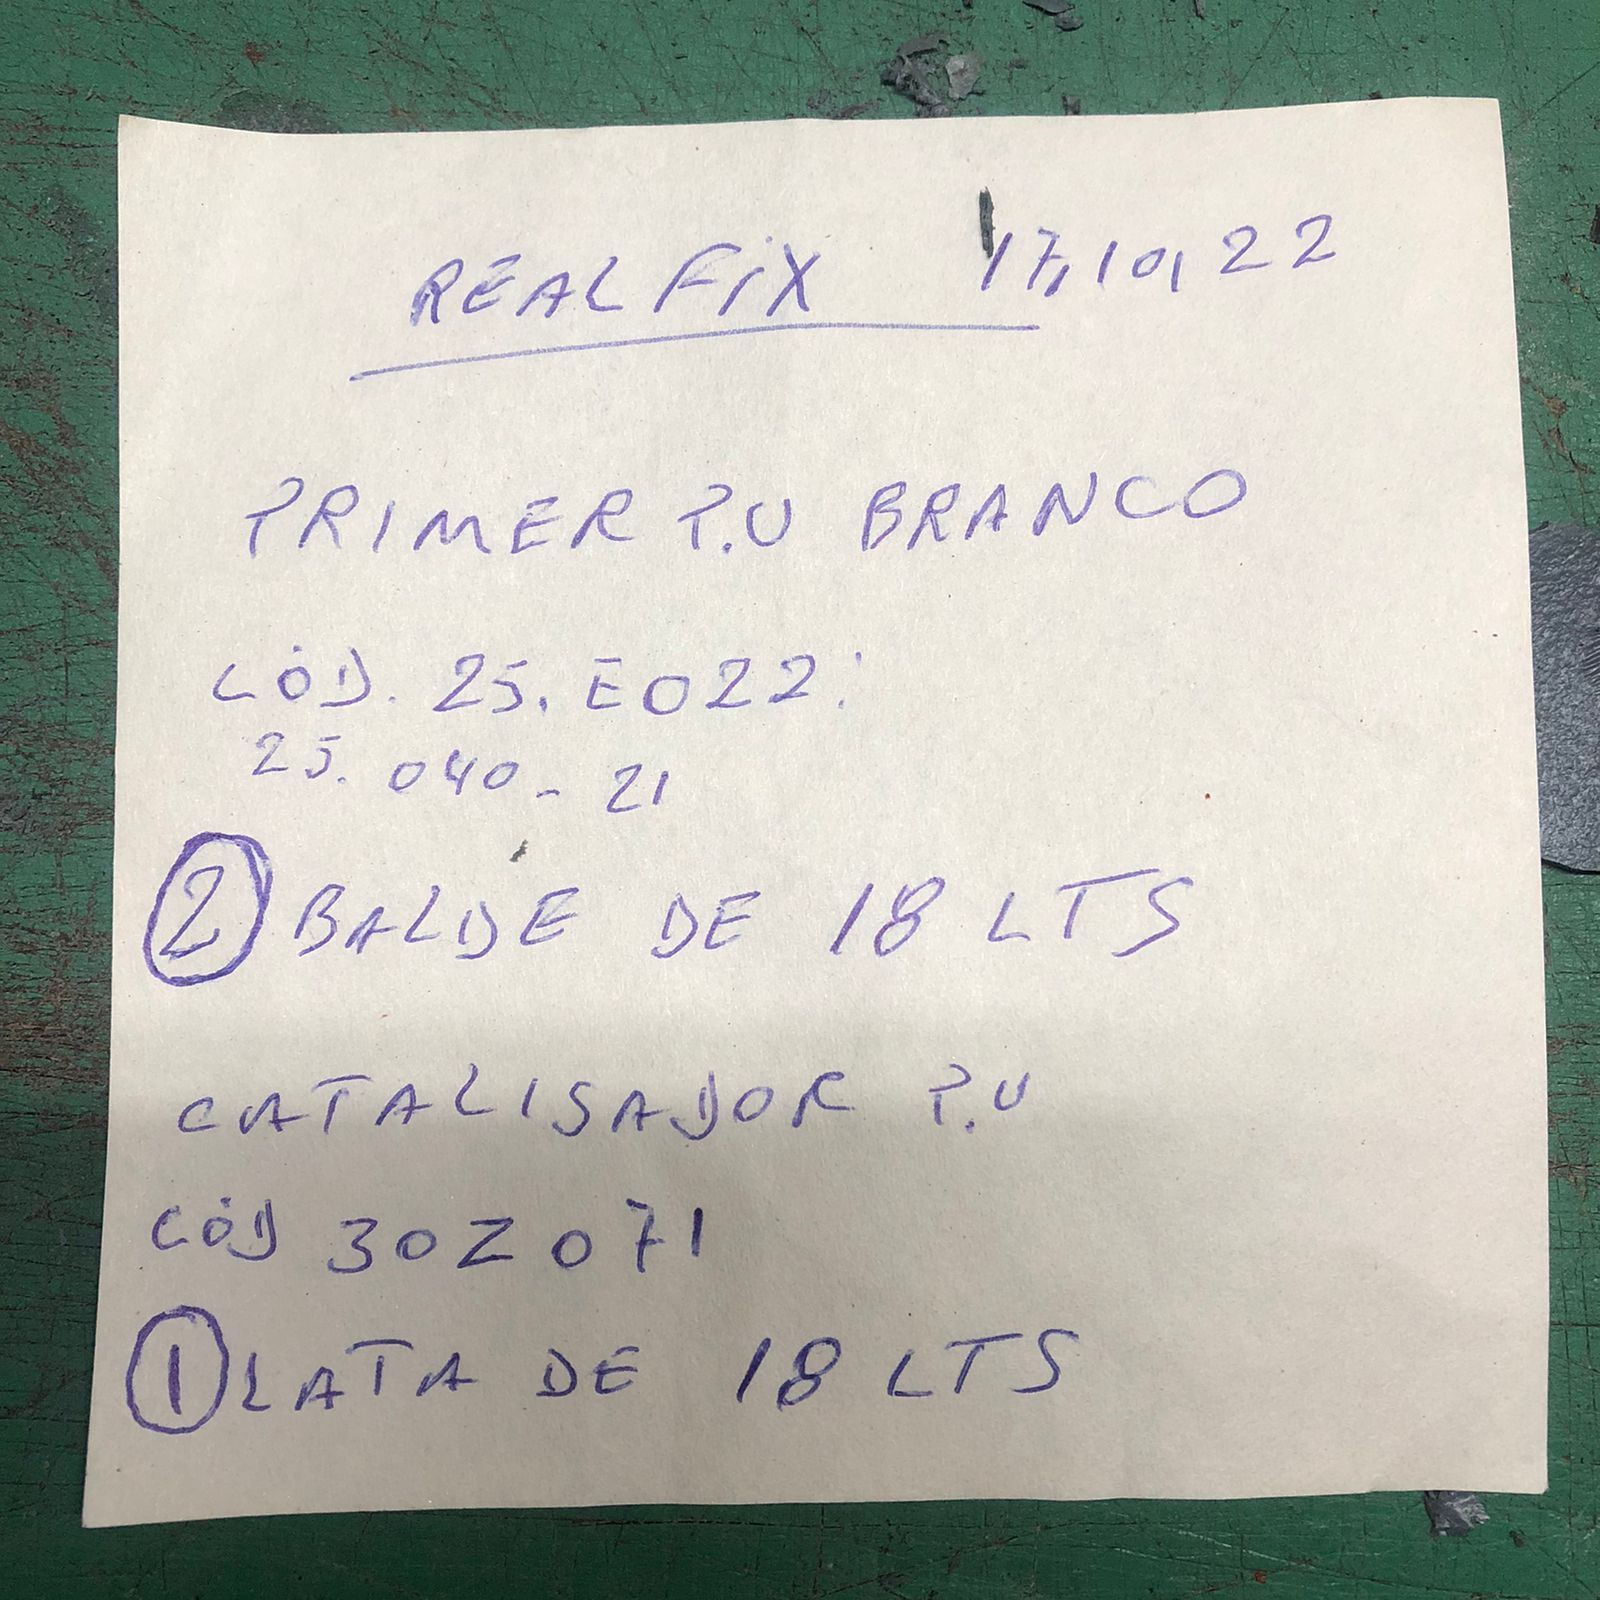 REALFIX 17,10,22
PRIMER P.U BRANCO
CÓD. 25. E022:
25. 040 - 21
2 BALDE DE 18 LTS
CATALISADOR P.U
CÓD 30Z071
1 LATA DE 18 LTS